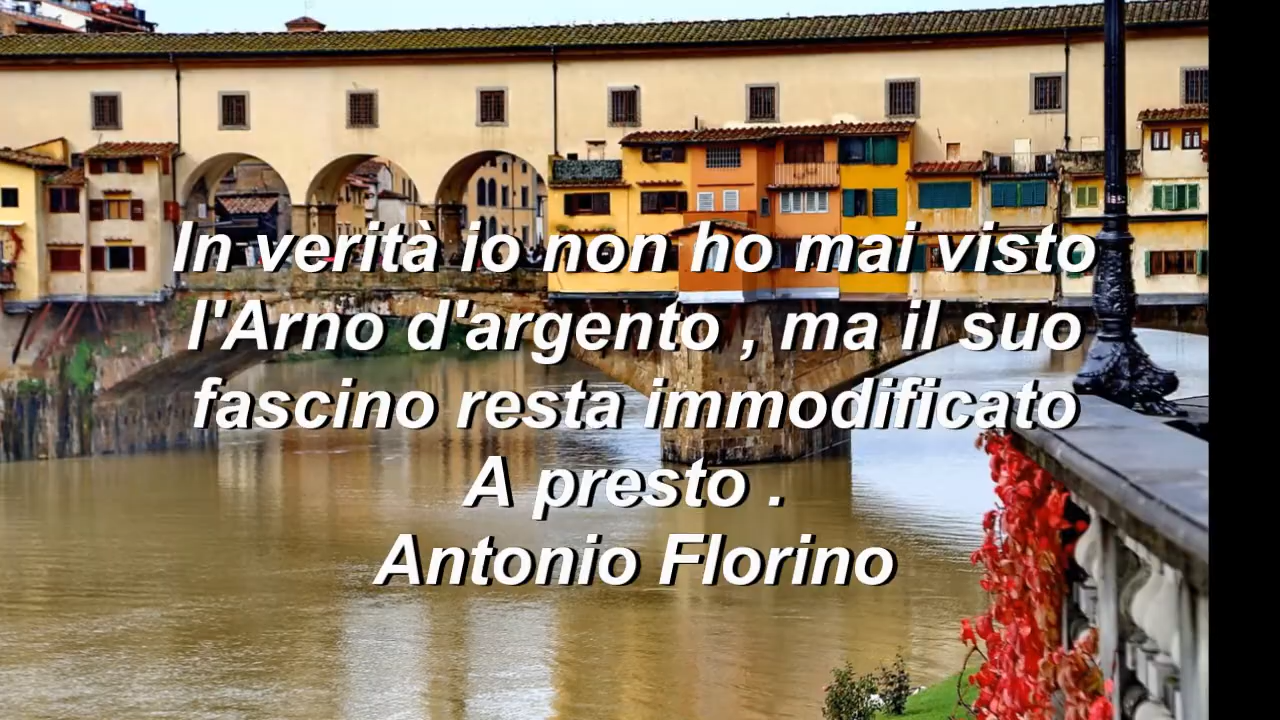 In verità io non ho mai visto
l'Arno d'argento , ma il suo
fascino resta immodificato
A presto .
Antonio Florino